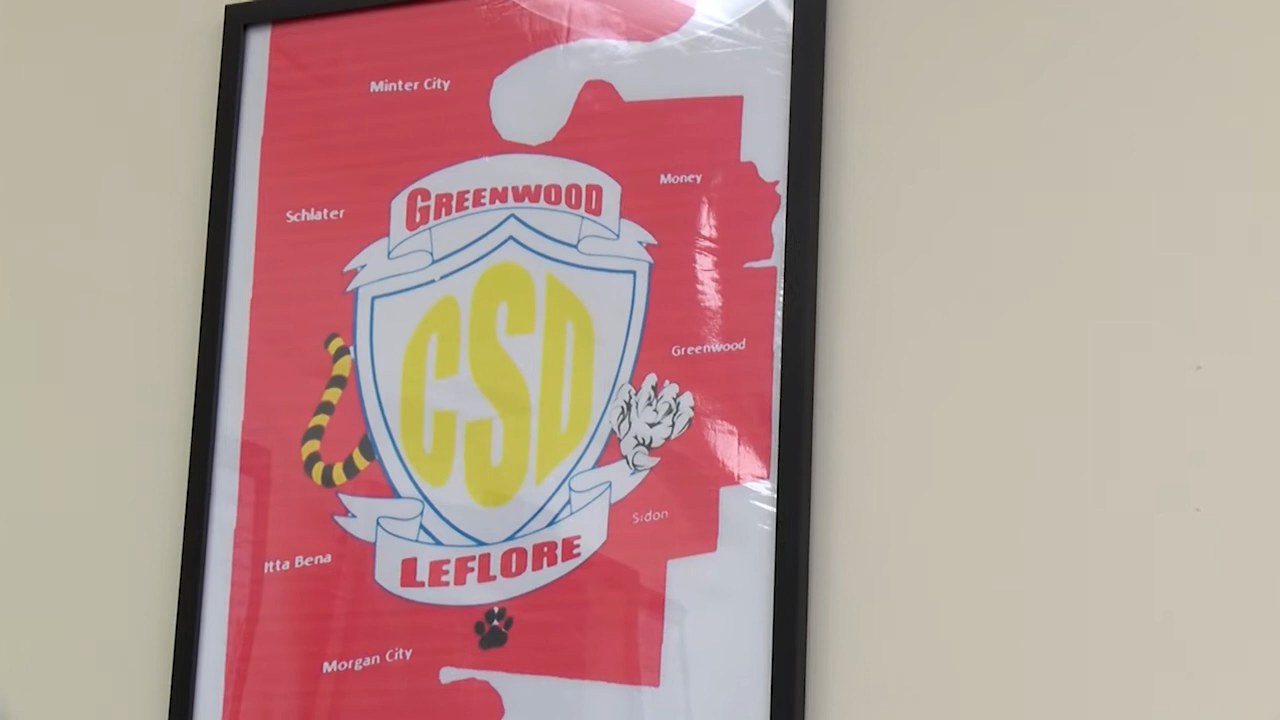 Minter City
Money
Schlater
GREENWOOD
CSD
Greenwood
Sidon
LEFLORE
Itta Bena
Morgan City